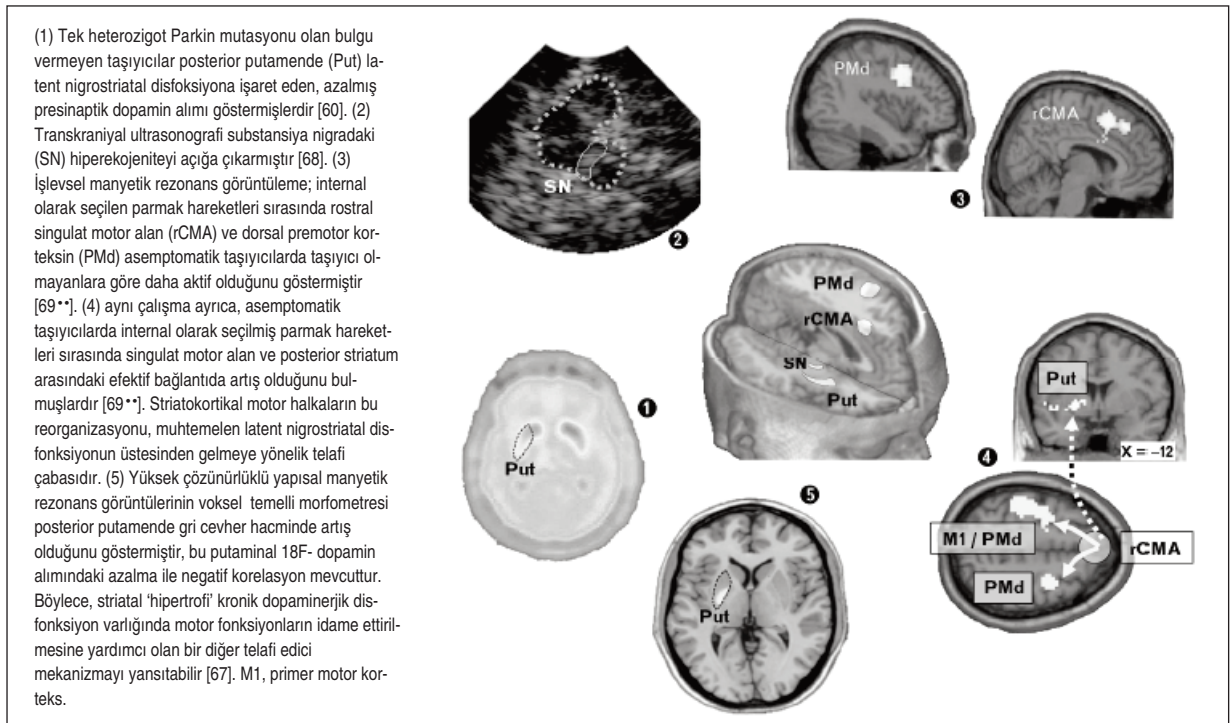 (1) Tek heterozigot Parkin mutasyonu olan bulgu
vermeyen taşıyıcılar posterior putamende (Put) la-
tent nigrostriatal disfoksiyona işaret eden, azalmış
presinaptik dopamin alımı göstermişlerdir [60]. (2)
Transkraniyal ultrasonografi substansiya nigradaki
(SN) hiperekojeniteyi açığa çıkarmıştır [68]. (3)
İşlevsel manyetik rezonans görüntüleme; internal
olarak seçilen parmak hareketleri sırasında rostral
singulat motor alan (rCMA) ve dorsal premotor kor-
teksin (PMd) asemptomatik taşıyıcılarda taşıyıcı ol-
mayanlara göre daha aktif olduğunu göstermiştir
[69••]. (4) aynı çalışma ayrıca, asemptomatik
taşıyıcılarda internal olarak seçilmiş parmak hareket-
leri sırasında singulat motor alan ve posterior striatum
arasındaki efektif bağlantıda artış olduğunu bul-
muşlardır [69••]. Striatokortikal motor halkaların bu
reorganizasyonu, muhtemelen latent nigrostriatal dis-
fonksiyonun üstesinden gelmeye yönelik telafi
çabasıdır. (5) Yüksek çözünürlüklü yapısal manyetik
rezonans görüntülerinin voksel temelli morfometresi
posterior putamende gri cevher hacminde artış
olduğunu göstermiştir, bu putaminal 18F- dopamin
alımındaki azalma ile negatif korelasyon mevcuttur.
Böylece, striatal ‘hipertrofi’ kronik dopaminerjik dis-
fonksiyon varlığında motor fonksiyonların idame ettiril-
mesine yardımcı olan bir diğer telafi edici
mekanizmayı yansıtabilir [67]. M1, primer motor kor-
teks.
SN
2
PMd
rCMA
3
PMd
rCMA
SN
Put
1
Put
5
Put
Put
X = –12
4
M1 / PMd
rCMA
PMd